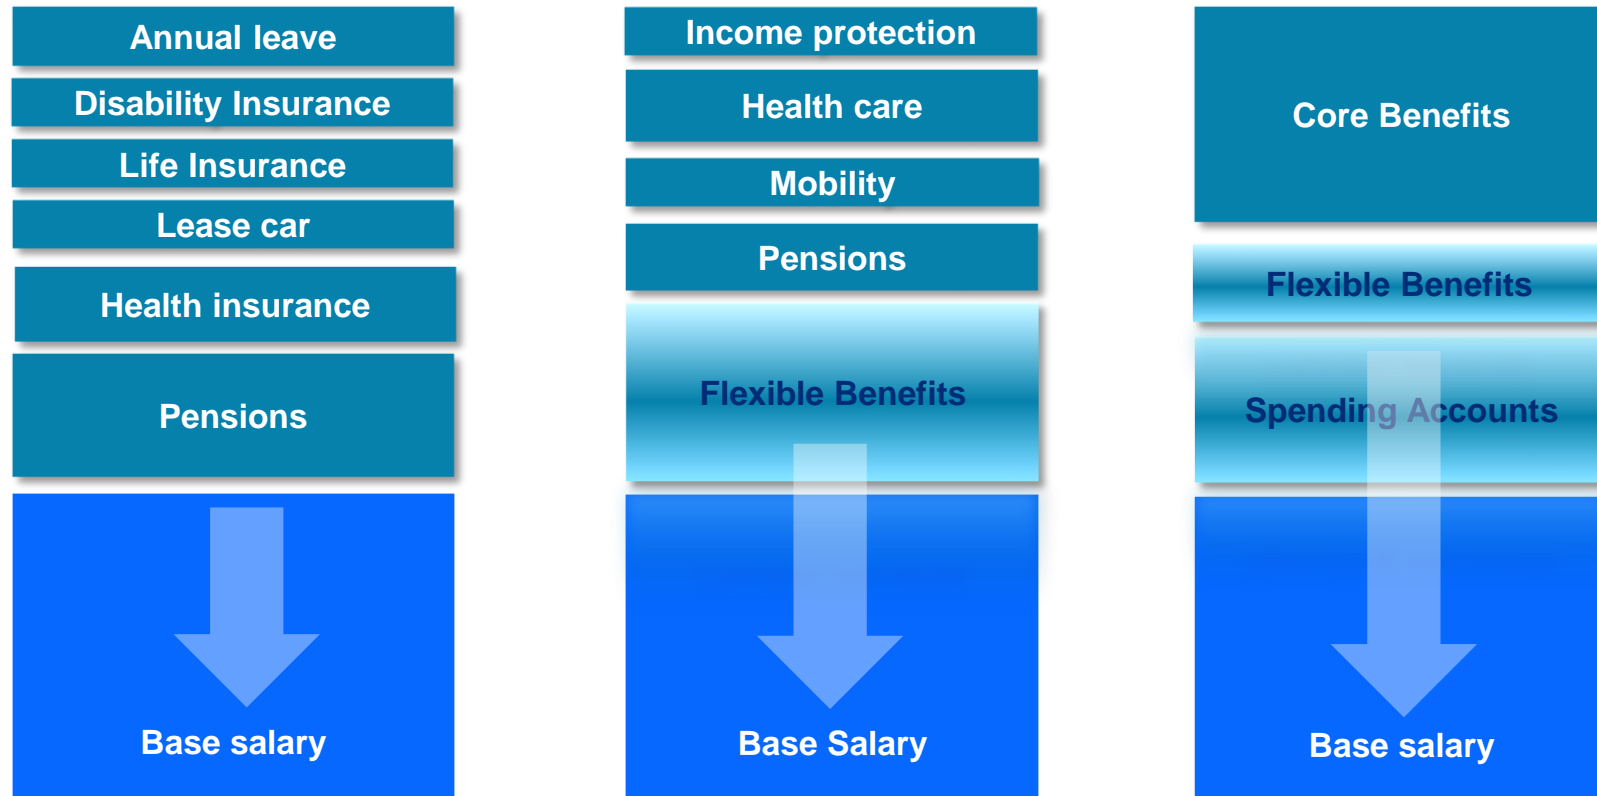 Annual leave
Disability Insurance
Life Insurance
Lease car
Health insurance
Pensions
Base salary
Income protection
Health care
Mobility
Pensions
Flexible Benefits
Base Salary
Core Benefits
Flexible Benefits
Spending Accounts
Base salary